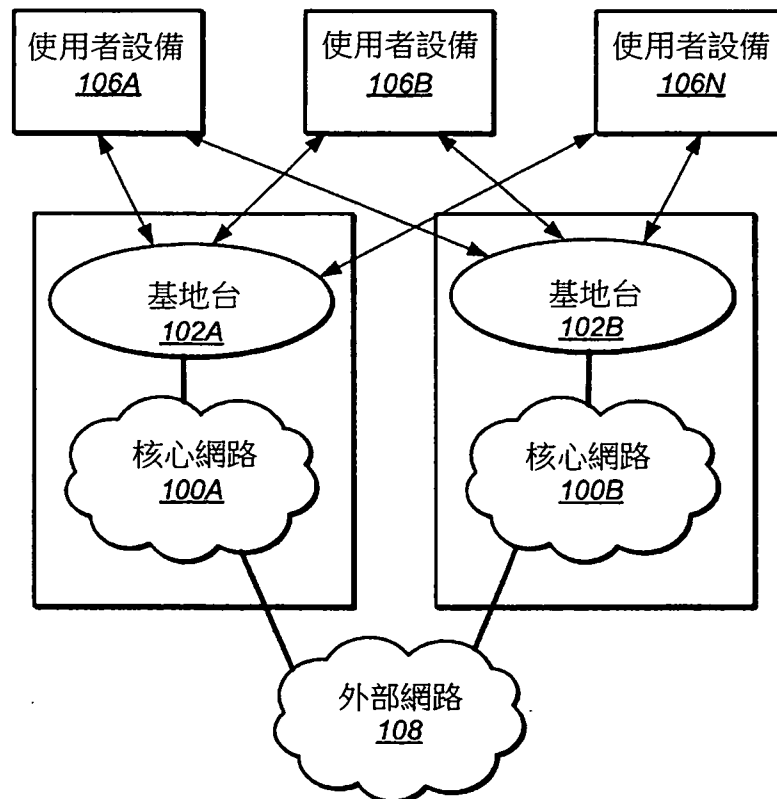 使用者設備
106A
使用者設備
106B
使用者設備
106N
基地台
102A
基地台
102B
核心網路
100A
核心網路
100B
外部網路
108